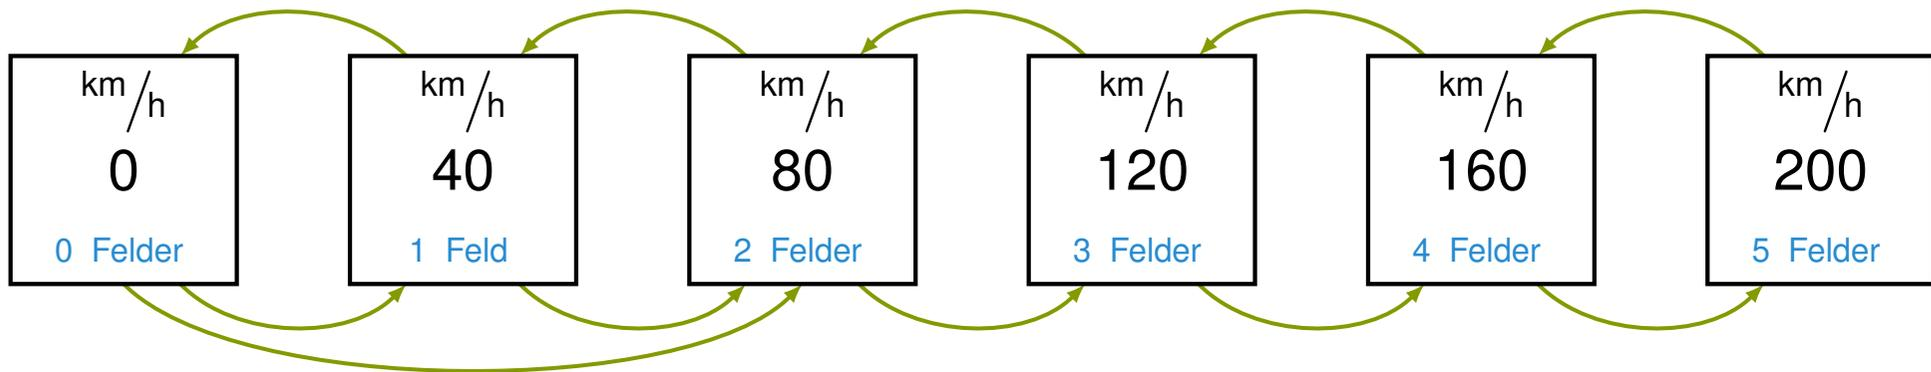 km/h km/h km/h km/h km/h km/h
0 40 80 120 160 200
0 Felder 1 Feld 2 Felder 3 Felder 4 Felder 5 Felder